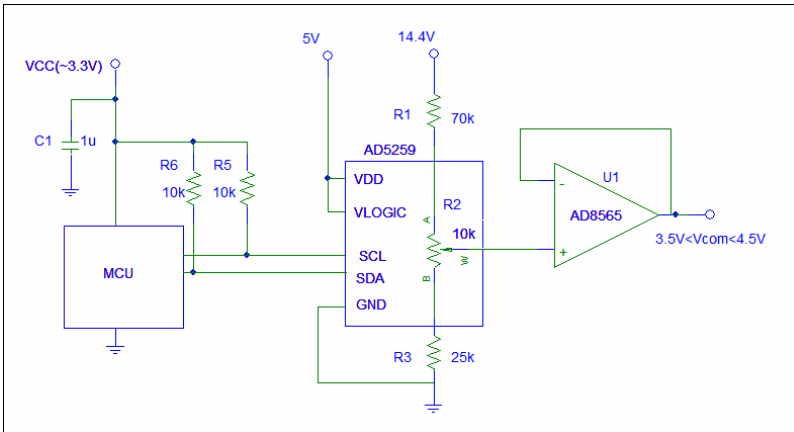 5V
14.4V
VCC(~3.3V)
R1
70k
C1
1u
AD5259
R6
R5
10k
10k
VDD
VLOGIC
A
R2
10k
W
B
SCL
SDA
GND
MCU
U1
-
AD8565
+
3.5V<Vcom<4.5V
R3
25k